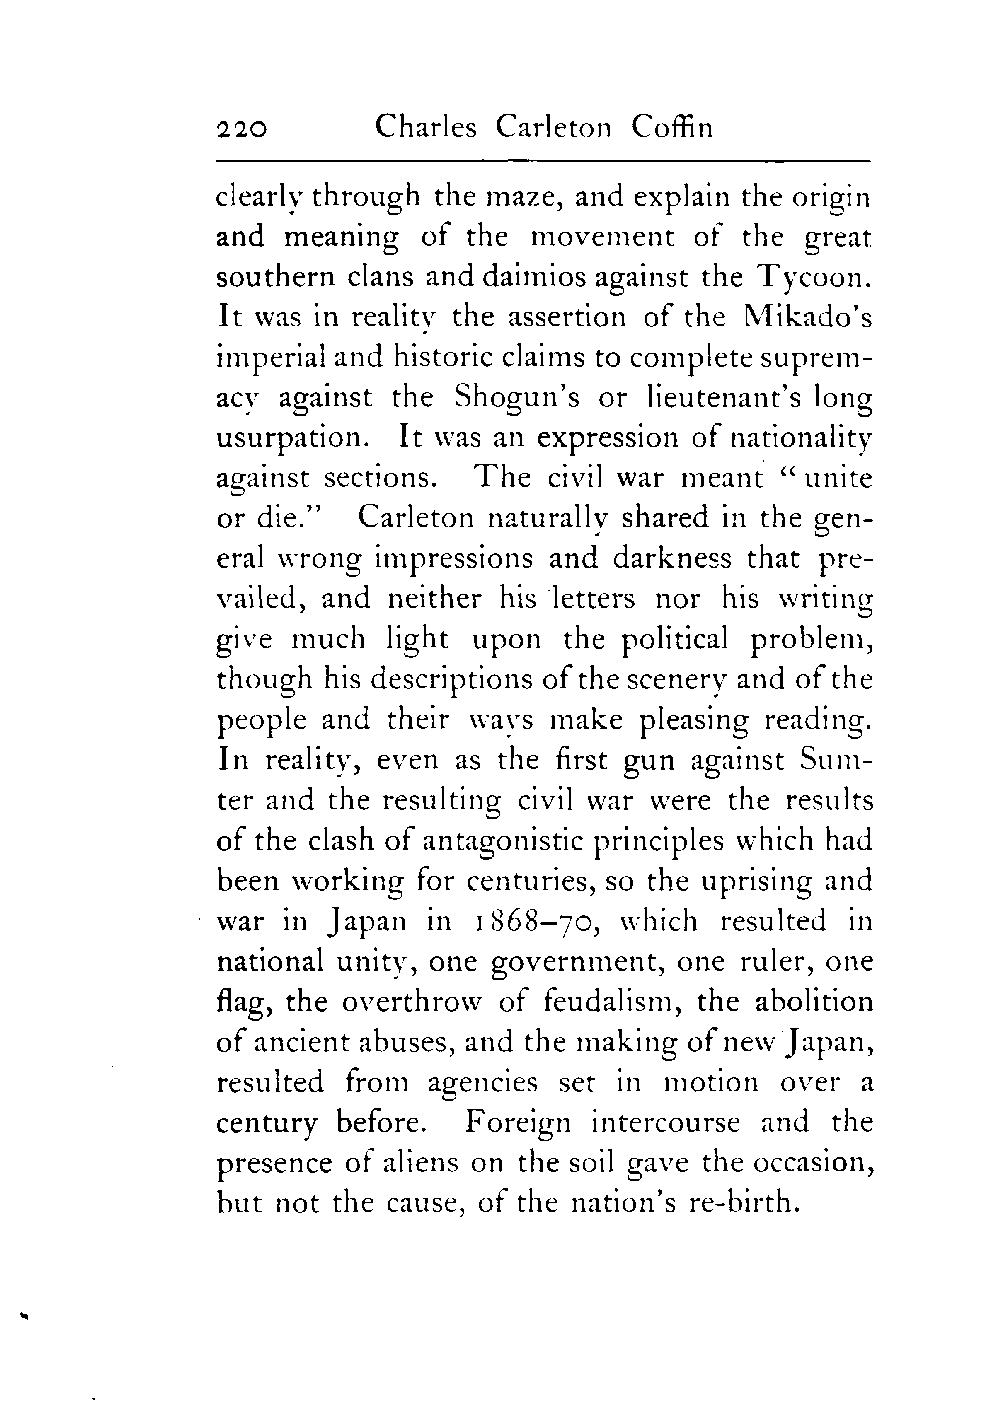 220 Charles Carleton Coffin
clearly through the maze, and explain the origin
and meaning of the movement of the great
southern clans and daimios against the Tycoon.
It was in reality the assertion of the Mikado's
imperial and historic claims to complete suprem-
acy against the Shogun's or lieutenant's long
usurpation. It was an expression of nationality
against sections. The civil war meant "unite
or die." Carleton naturally shared in the gen-
eral wrong impressions and darkness that pre-
vailed, and neither his letters nor his writing
give much light upon the political problem,
though his descriptions of the scenery and of the
people and their ways make pleasing reading.
In reality, even as the first gun against Sum-
ter and the resulting civil war were the results
of the clash of antagonistic principles which had
been working for centuries, so the uprising and
war in Japan in 1868–70, which resulted in
national unity, one government, one ruler, one
flag, the overthrow of feudalism, the abolition
of ancient abuses, and the making of new Japan,
resulted from agencies set in motion over a
century before. Foreign intercourse and the
presence of aliens on the soil gave the occasion,
but not the cause, of the nation's re-birth.